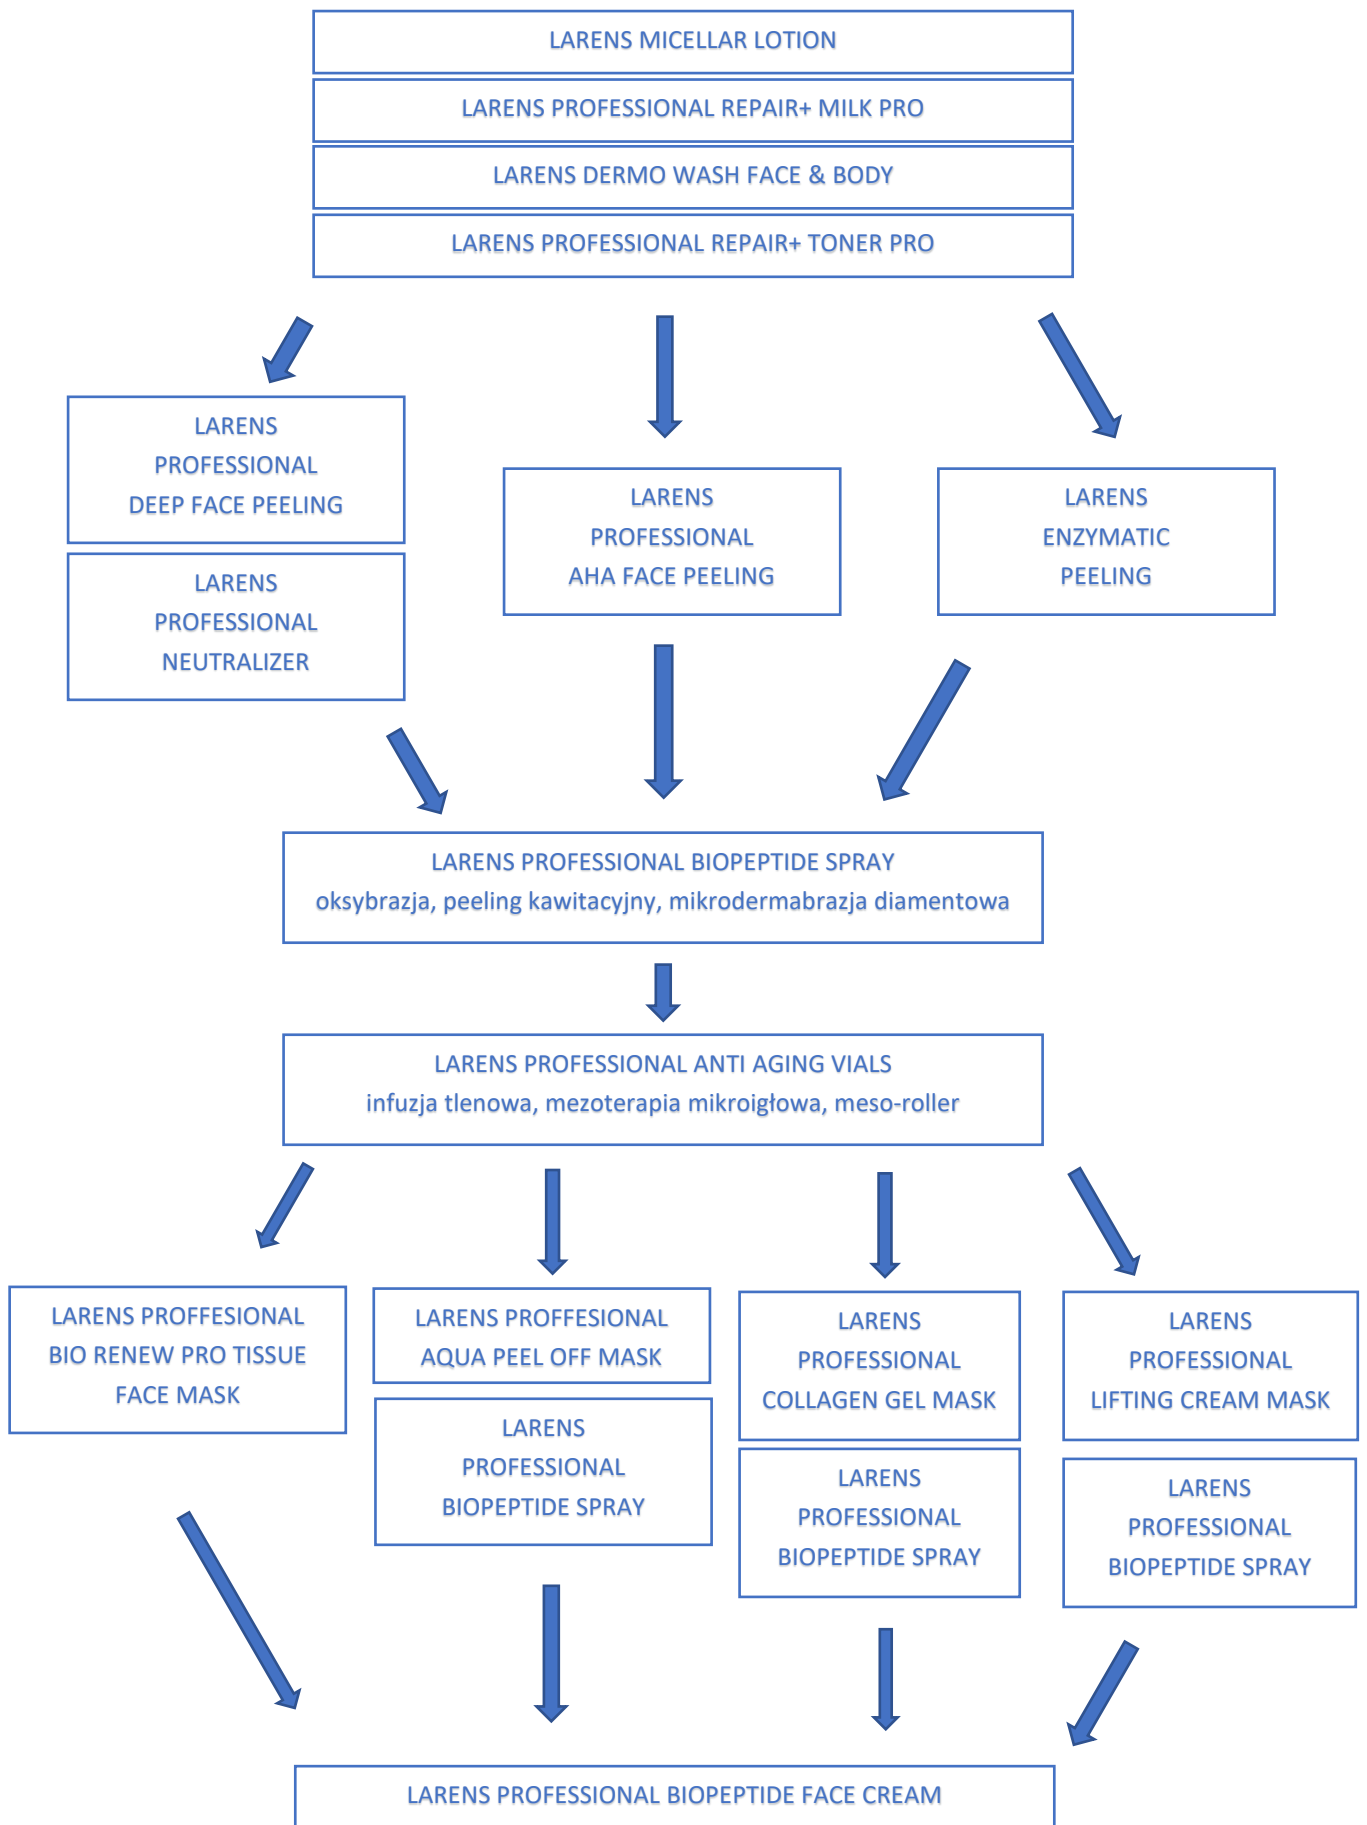 LARENS MICELLAR LOTION
LARENS PROFESSIONAL REPAIR+ MILK PRO
LARENS DERMO WASH FACE & BODY
LARENS PROFESSIONAL REPAIR+ TONER PRO
LARENS
PROFESSIONAL
DEEP FACE PEELING
LARENS
PROFESSIONAL
NEUTRALIZER
LARENS
PROFESSIONAL
AHA FACE PEELING
LARENS
ENZYMATIC
PEELING
LARENS PROFESSIONAL BIOPEPTIDE SPRAY
oksybrazja, peeling kawitacyjny, mikrodermabrazja diamentowa
LARENS PROFESSIONAL ANTI AGING VIALS
infuzja tlenowa, mezoterapia mikroigłowa, meso-roller
LARENS PROFFESIONAL
BIO RENEW PRO TISSUE
FACE MASK
LARENS PROFFESIONAL
AQUA PEEL OFF MASK
LARENS
PROFESSIONAL
BIOPEPTIDE SPRAY
LARENS
PROFESSIONAL
COLLAGEN GEL MASK
LARENS
PROFESSIONAL
BIOPEPTIDE SPRAY
LARENS
PROFESSIONAL
LIFTING CREAM MASK
LARENS
PROFESSIONAL
BIOPEPTIDE SPRAY
LARENS PROFESSIONAL BIOPEPTIDE FACE CREAM